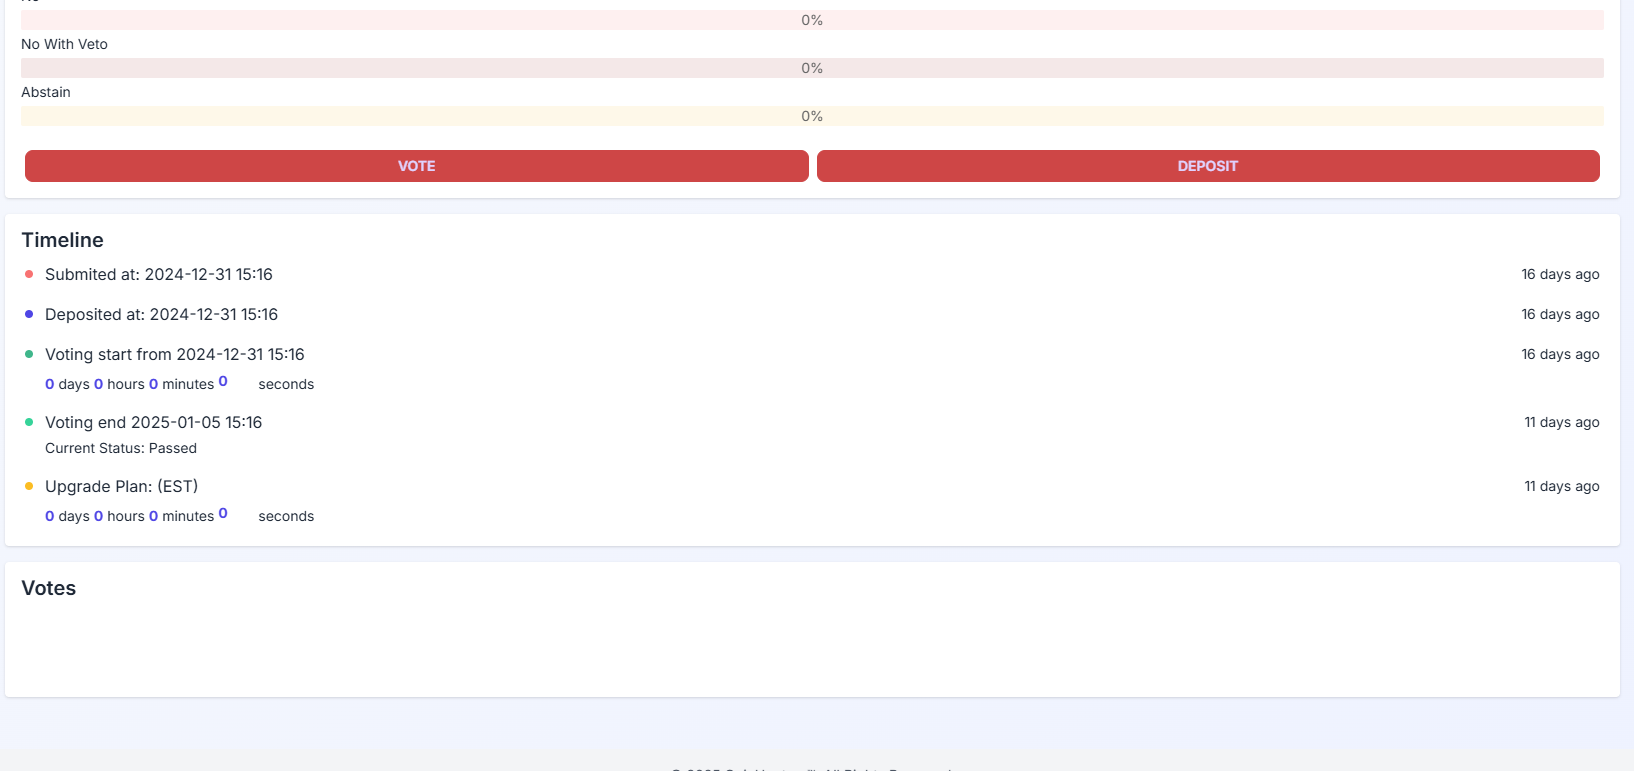 0%
No With Veto
0%
Abstain
0%
VOTE DEPOSIT
Timeline
Submited at: 2024-12-31 15:16 16 days ago
Deposited at: 2024-12-31 15:16 16 days ago
Voting start from 2024-12-31 15:16 16 days ago
0 days 0 hours 0 minutes 0 seconds
Voting end 2025-01-05 15:16 11 days ago
Current Status: Passed
Upgrade Plan: (EST) 11 days ago
0 days 0 hours 0 minutes 0 seconds
Votes